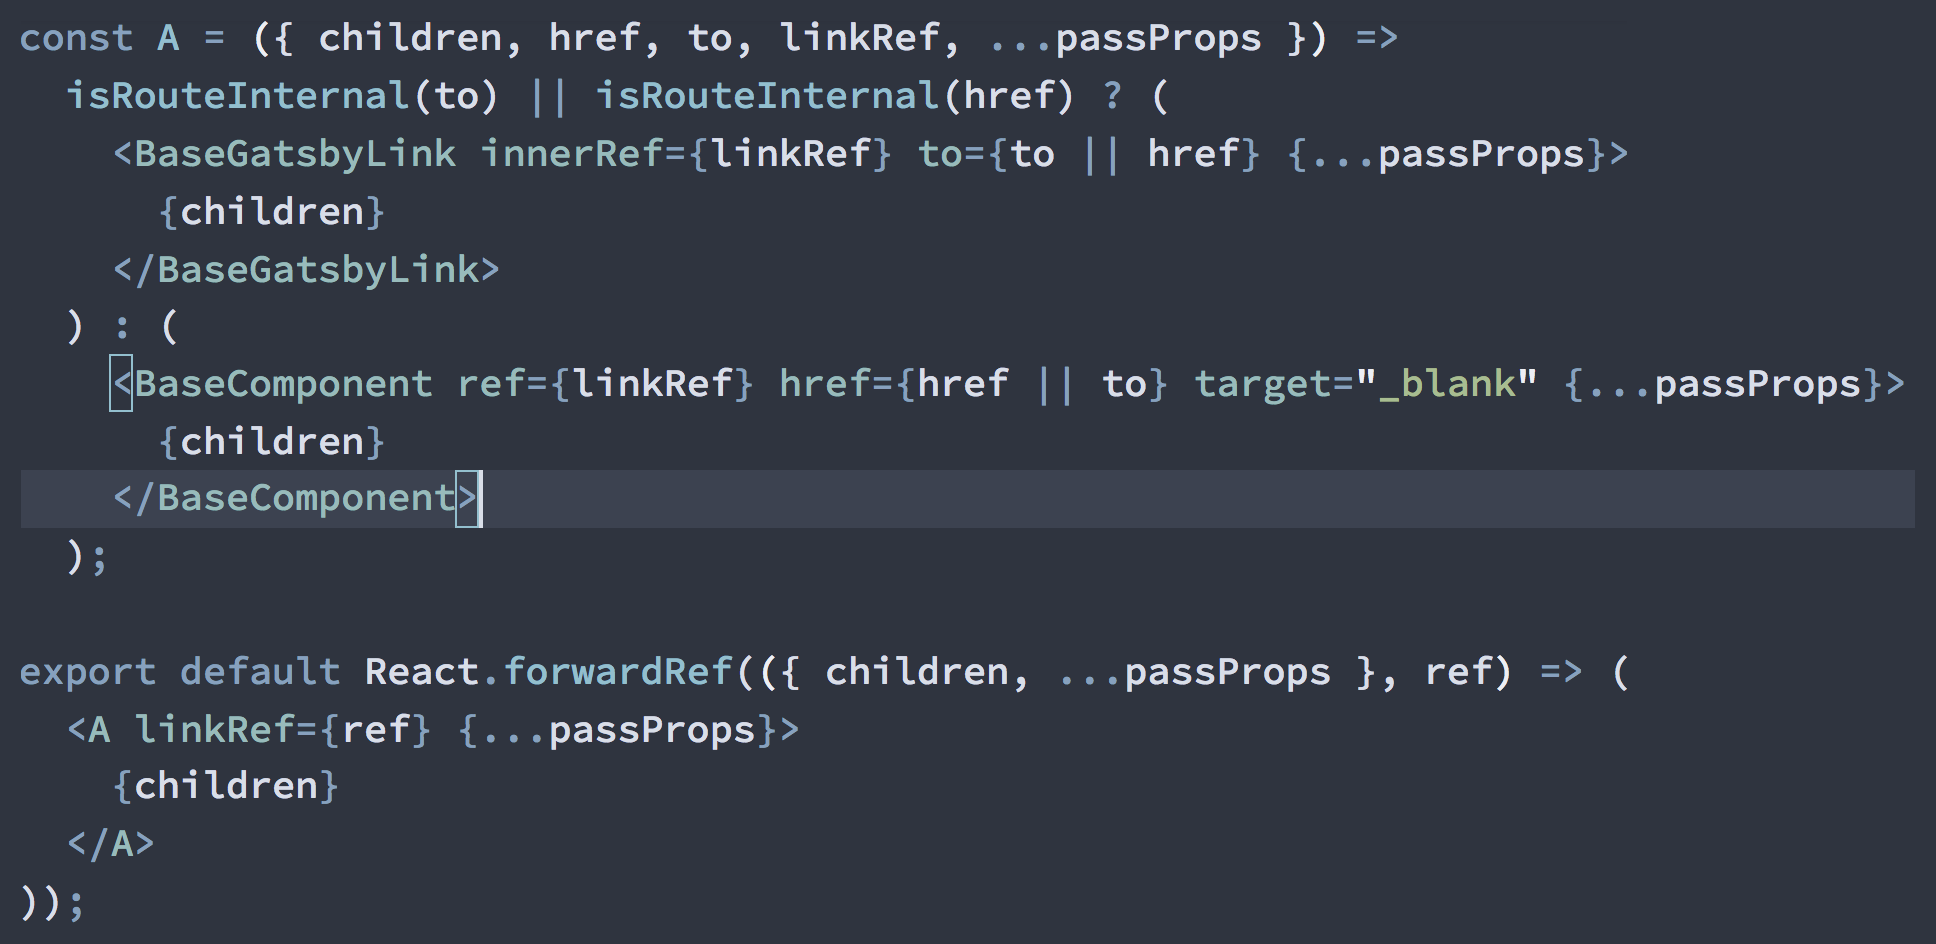 const A = ({ children, href, to, linkRef, ...passProps }) =>
  isRouteInternal(to) || isRouteInternal(href) ? (
    <BaseGatsbyLink innerRef={linkRef} to={to || href} {...passProps}>
      {children}
    </BaseGatsbyLink>
  ) : (
    <BaseComponent ref={linkRef} href={href || to} target="_blank" {...passProps}>
      {children}
    </BaseComponent>
  );

export default React.forwardRef(({ children, ...passProps }, ref) => (
  <A linkRef={ref} {...passProps}>
    {children}
  </A>
));